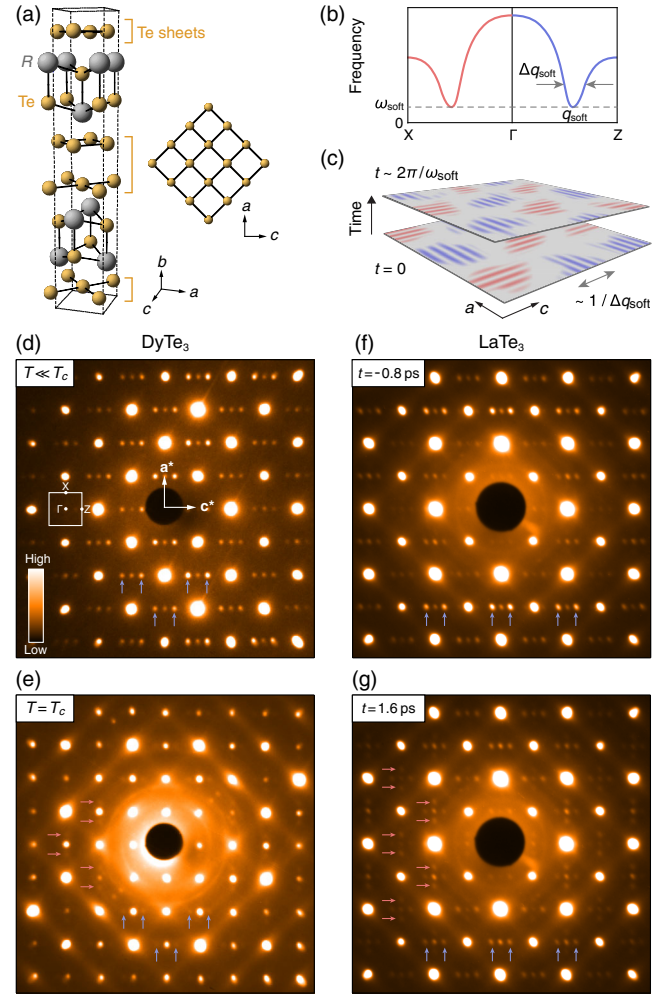 (a)
Te sheets
R
Te
a
c
b
a
c
(b)
Frequency
Δq_soft
ω_soft
q_soft
0
X
Γ
Z
(c)
t ~ 2π/ω_soft
Time
t = 0
a
c
~ 1/Δq_soft
(d)
DyTe₃
T ≪ T_c
a*
c*
X
Γ
Z
High
Low
(e)
T = T_c
LaTe₃
(f)
t = -0.8 ps
(g)
t = 1.6 ps